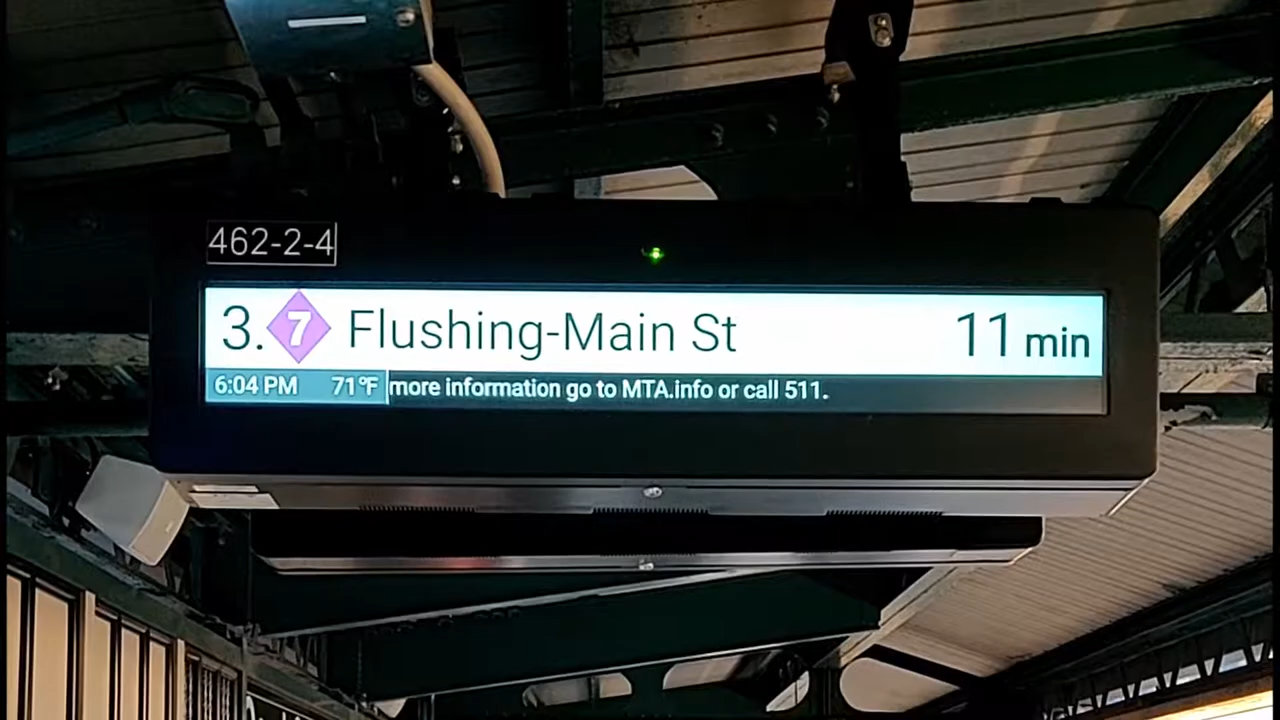 462-2-4
3. 7 Flushing-Main St 11 min
6:04 PM 71°F more information go to MTA.info or call 511.